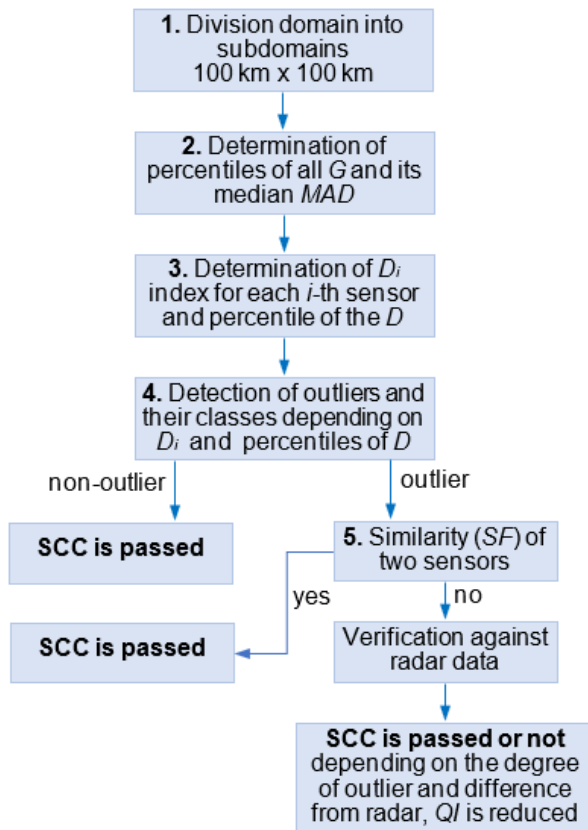 1. Division domain into
subdomains
100 km x 100 km
2. Determination of
percentiles of all G and its
median MAD
3. Determination of Di
index for each i-th sensor
and percentile of the D
4. Detection of outliers and
their classes depending on
Di and percentiles of D
non-outlier
outlier
SCC is passed
5. Similarity (SF) of
two sensors
yes
no
SCC is passed
Verification against
radar data
SCC is passed or not
depending on the degree
of outlier and difference
from radar, QI is reduced